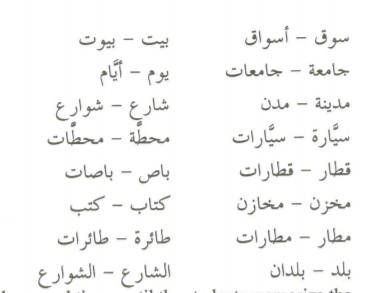 سوق – أسواق بيت – بيوت
جامعة – جامعات يوم – أيَّام
مدينة – مدن شارع – شوارع
سيَّارة – سيَّارات محطَّة – محطَّات
قطار – قطارات باص – باصات
مخزن – مخازن كتاب – كتب
مطار – مطارات طائرة – طائرات
بلد – بلدان الشارع – الشوارع